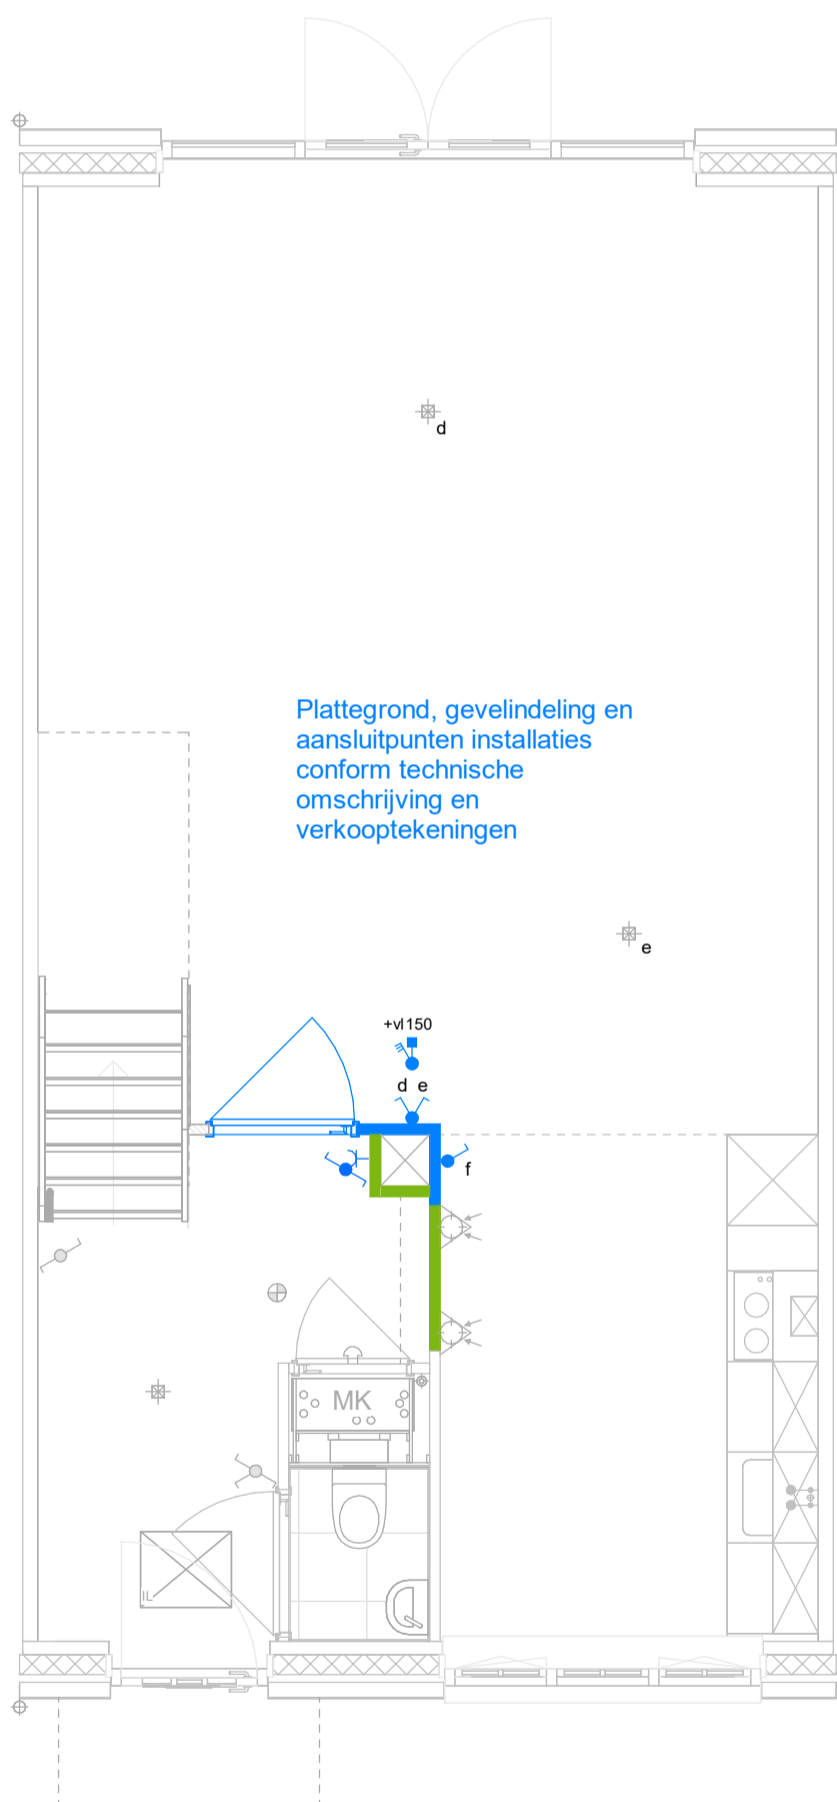 d
Plattegrond, gevelindeling en
aansluitpunten installaties
conform technische
omschrijving en
verkooptekeningen
e
+vl150
d e
f
MK
IL